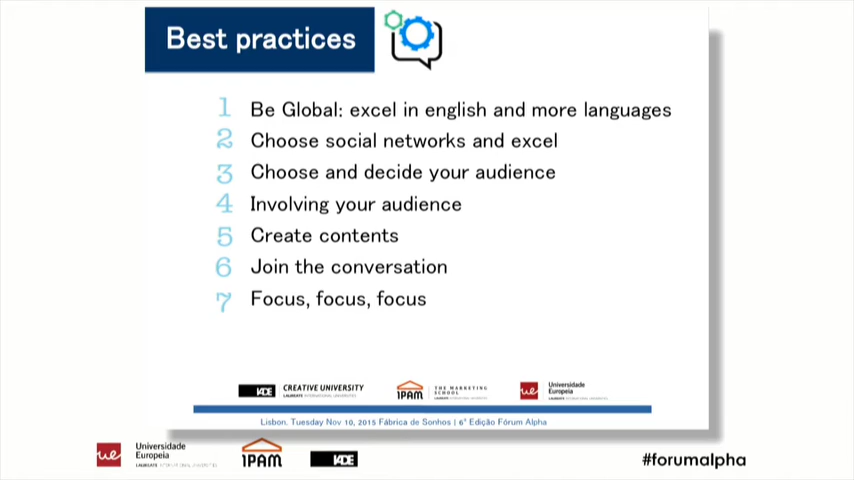 Best practices
1 Be Global: excel in english and more languages
2 Choose social networks and excel
3 Choose and decide your audience
4 Involving your audience
5 Create contents
6 Join the conversation
7 Focus, focus, focus
IADE CREATIVE UNIVERSITY
LAUREATE INTERNATIONAL UNIVERSITIES
IPAM THE MARKETING SCHOOL
LAUREATE INTERNATIONAL UNIVERSITIES
ue Universidade Europeia
LAUREATE INTERNATIONAL UNIVERSITIES
Lisbon, Tuesday Nov 10, 2015 Fábrica de Sonhos | 6ª Edição Fórum Alpha
ue Universidade Europeia
LAUREATE INTERNATIONAL UNIVERSITIES
IPAM
IADE
#forumalpha